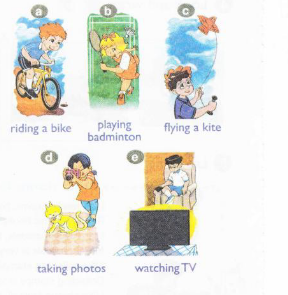 a
b
c
riding a bike
playing
badminton
flying a kite
d
e
taking photos
watching TV